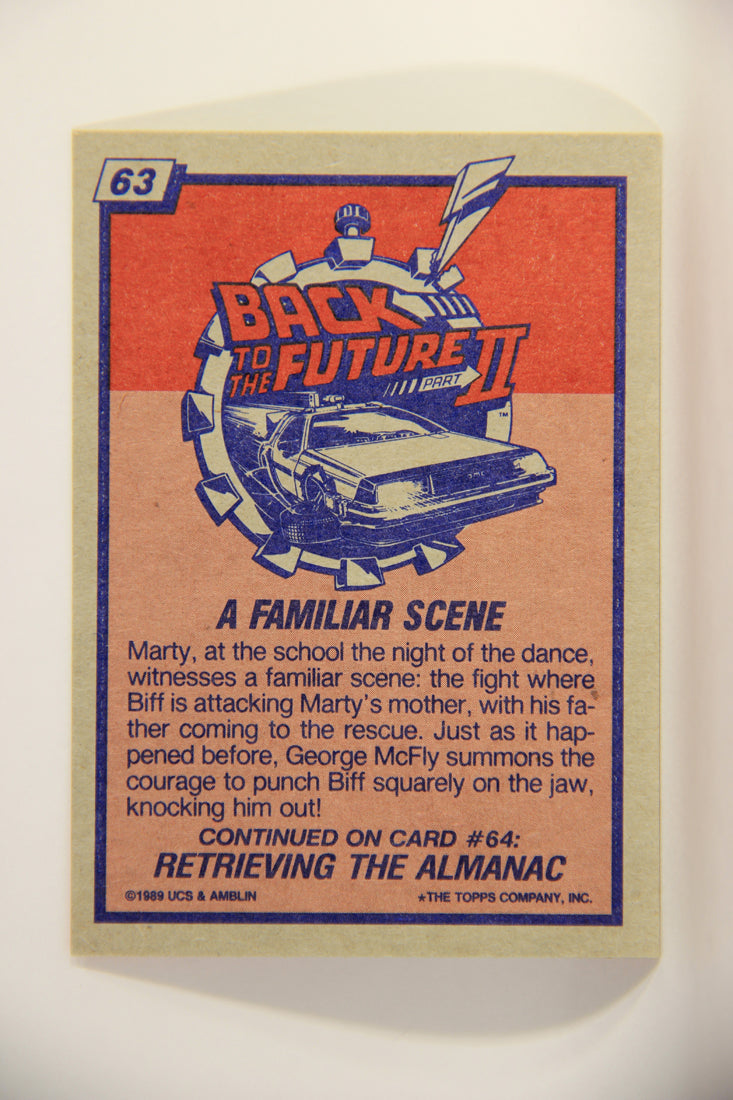 63
BACK
TO THE FUTURE II
PART
TM
DMC
A FAMILIAR SCENE
Marty, at the school the night of the dance,
witnesses a familiar scene: the fight where
Biff is attacking Marty's mother, with his fa-
ther coming to the rescue. Just as it hap-
pened before, George McFly summons the
courage to punch Biff squarely on the jaw,
knocking him out!
CONTINUED ON CARD #64:
RETRIEVING THE ALMANAC
©1989 UCS & AMBLIN
★THE TOPPS COMPANY, INC.